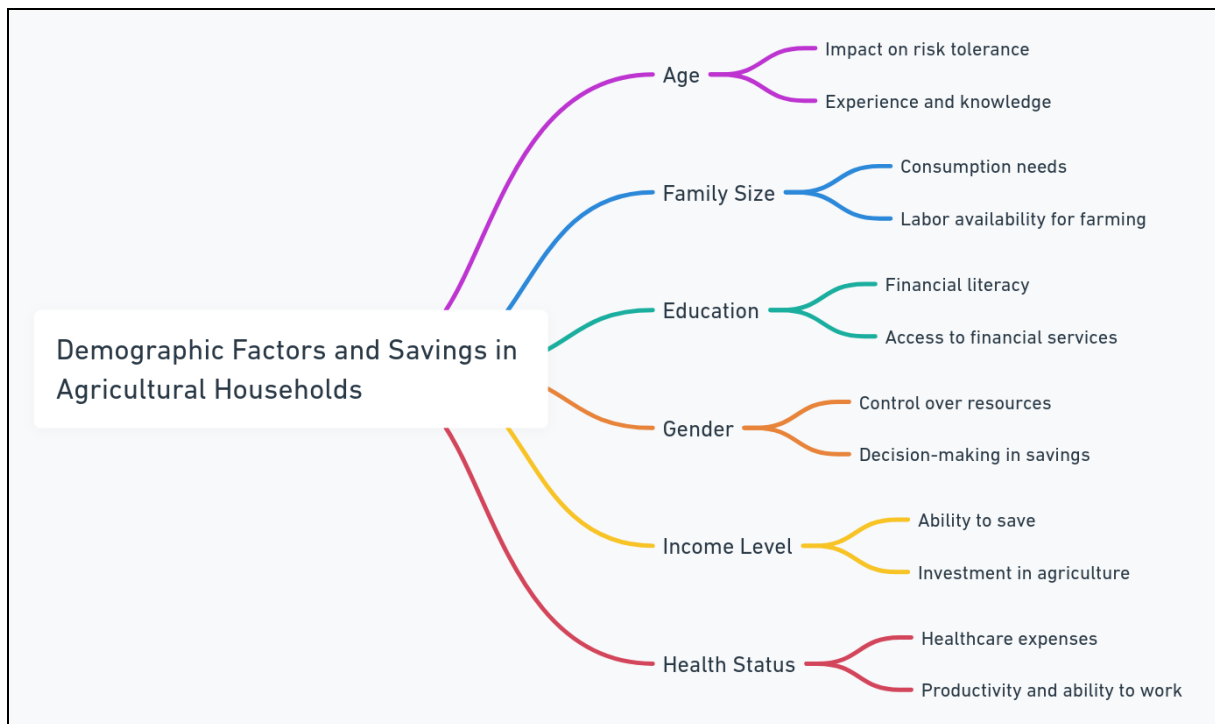 Demographic Factors and Savings in
Agricultural Households
Age
Impact on risk tolerance
Experience and knowledge
Family Size
Consumption needs
Labor availability for farming
Education
Financial literacy
Access to financial services
Gender
Control over resources
Decision-making in savings
Income Level
Ability to save
Investment in agriculture
Health Status
Healthcare expenses
Productivity and ability to work